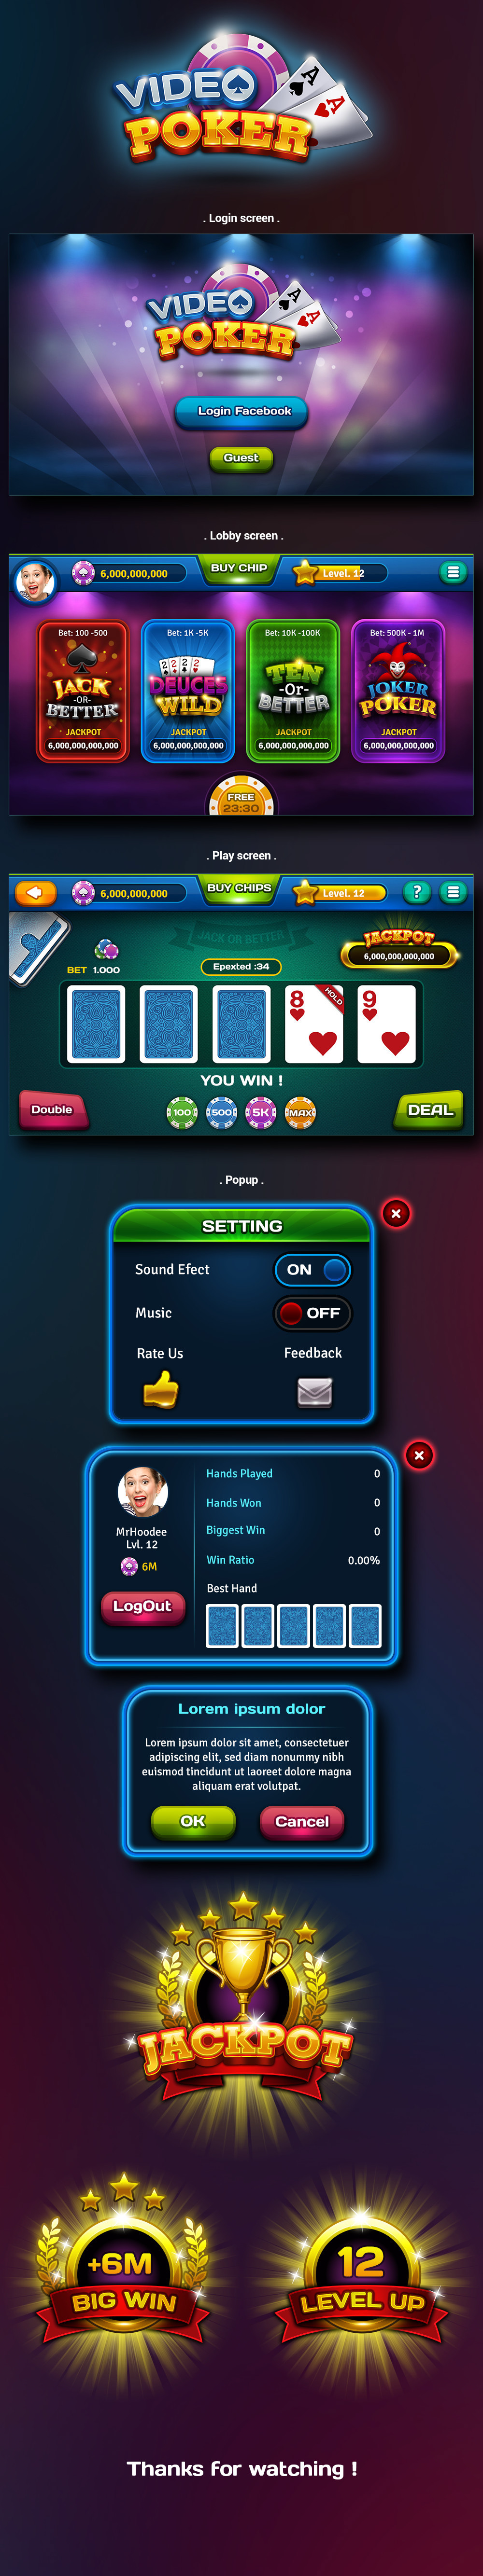 VIDEO
POKER
A
A
. Login screen .
VIDEO
POKER
A
A
Login Facebook
Guest
. Lobby screen .
6,000,000,000
BUY CHIP
Level. 12
Bet: 100 -500
Bet: 1K -5K
Bet: 10K -100K
Bet: 500K - 1M
JACK
-OR-
BETTER
2 2 2 2
DEUCES
WILD
TEN
-Or-
BETTER
JOKER
POKER
JACKPOT
JACKPOT
JACKPOT
JACKPOT
6,000,000,000,000
6,000,000,000,000
6,000,000,000,000
6,000,000,000,000
FREE
23:30
. Play screen .
6,000,000,000
BUY CHIPS
Level. 12
?
JACK OR BETTER
JACKPOT
6,000,000,000,000
BET 1.000
Epexted :34
8
HOLD
9
YOU WIN !
Double
100
500
5K
MAX
DEAL
. Popup .
SETTING
Sound Efect
ON
Music
OFF
Rate Us
Feedback
MrHoodee
Lvl. 12
6M
LogOut
Hands Played 0
Hands Won 0
Biggest Win 0
Win Ratio 0.00%
Best Hand
Lorem ipsum dolor
Lorem ipsum dolor sit amet, consectetuer
adipiscing elit, sed diam nonummy nibh
euismod tincidunt ut laoreet dolore magna
aliquam erat volutpat.
OK
Cancel
JACKPOT
+6M
BIG WIN
12
LEVEL UP
Thanks for watching !